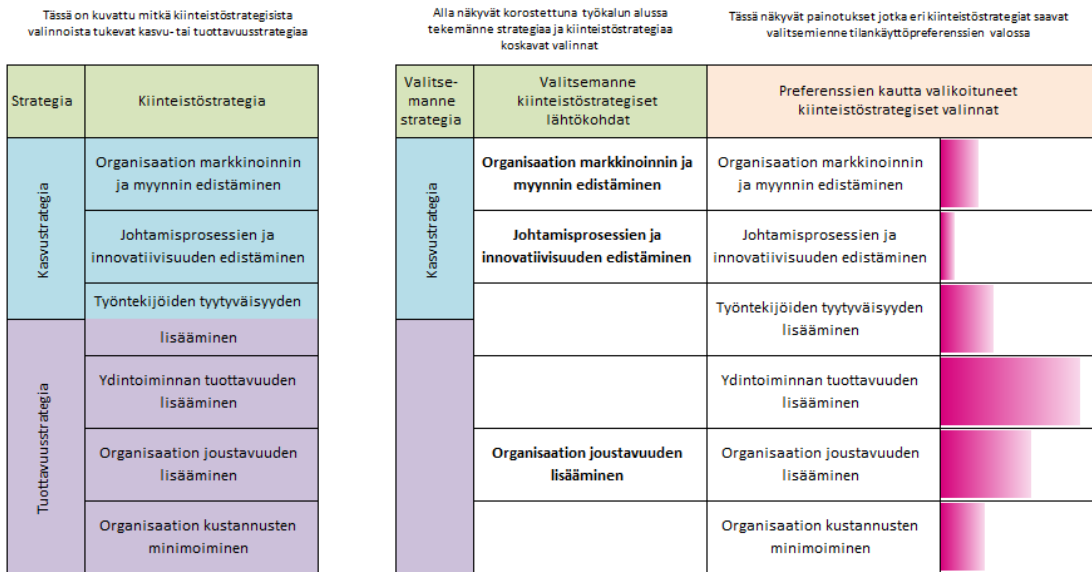 Tässä on kuvattu mitkä kiinteistöstrategisista
valinnoista tukevat kasvu- tai tuottavuusstrategiaa
Alla näkyvät korostettuna työkalun alussa
tekemänne strategiaa ja kiinteistöstrategiaa
koskavat valinnat
Tässä näkyvät painotukset jotka eri kiinteistöstrategiat saavat
valitsemienne tilankäyttöpreferenssien valossa
Strategia
Kiinteistöstrategia
Kasvustrategia
Organisaation markkinoinnin
ja myynnin edistäminen
Johtamisprosessien ja
innovatiivisuuden edistäminen
Työntekijöiden tyytyväisyyden
lisääminen
Tuottavuusstrategia
Ydintoiminnan tuottavuuden
lisääminen
Organisaation joustavuuden
lisääminen
Organisaation kustannusten
minimoiminen
Valitse-
manne
strategia
Valitsemanne
kiinteistöstrategiset
lähtökohdat
Kasvustrategia
Organisaation markkinoinnin ja
myynnin edistäminen
Johtamisprosessien ja
innovatiivisuuden edistäminen
Organisaation joustavuuden
lisääminen
Preferenssien kautta valikoituneet
kiinteistöstrategiset valinnat
Organisaation markkinoinnin
ja myynnin edistäminen
Johtamisprosessien ja
innovatiivisuuden edistäminen
Työntekijöiden tyytyväisyyden
lisääminen
Ydintoiminnan tuottavuuden
lisääminen
Organisaation joustavuuden
lisääminen
Organisaation kustannusten
minimoiminen